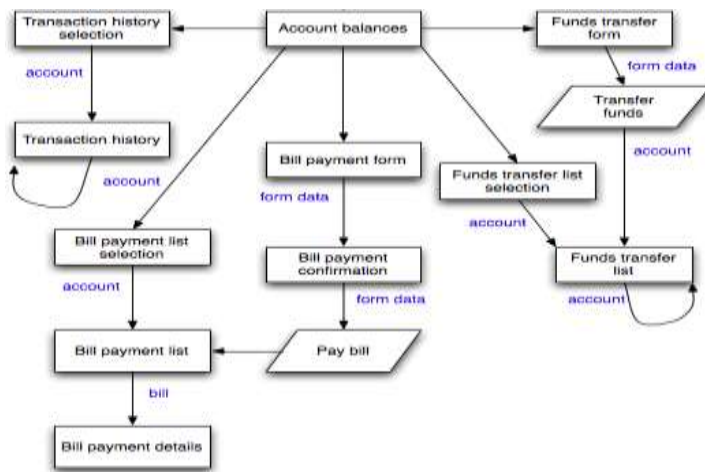 Transaction history
selection
Account balances
Funds transfer
form
account
form data
Transfer
funds
Transaction history
account
Bill payment form
account
Funds transfer list
selection
form data
account
Bill payment list
selection
Bill payment
confirmation
Funds transfer
list
account
form data
account
Bill payment list
Pay bill
bill
Bill payment details